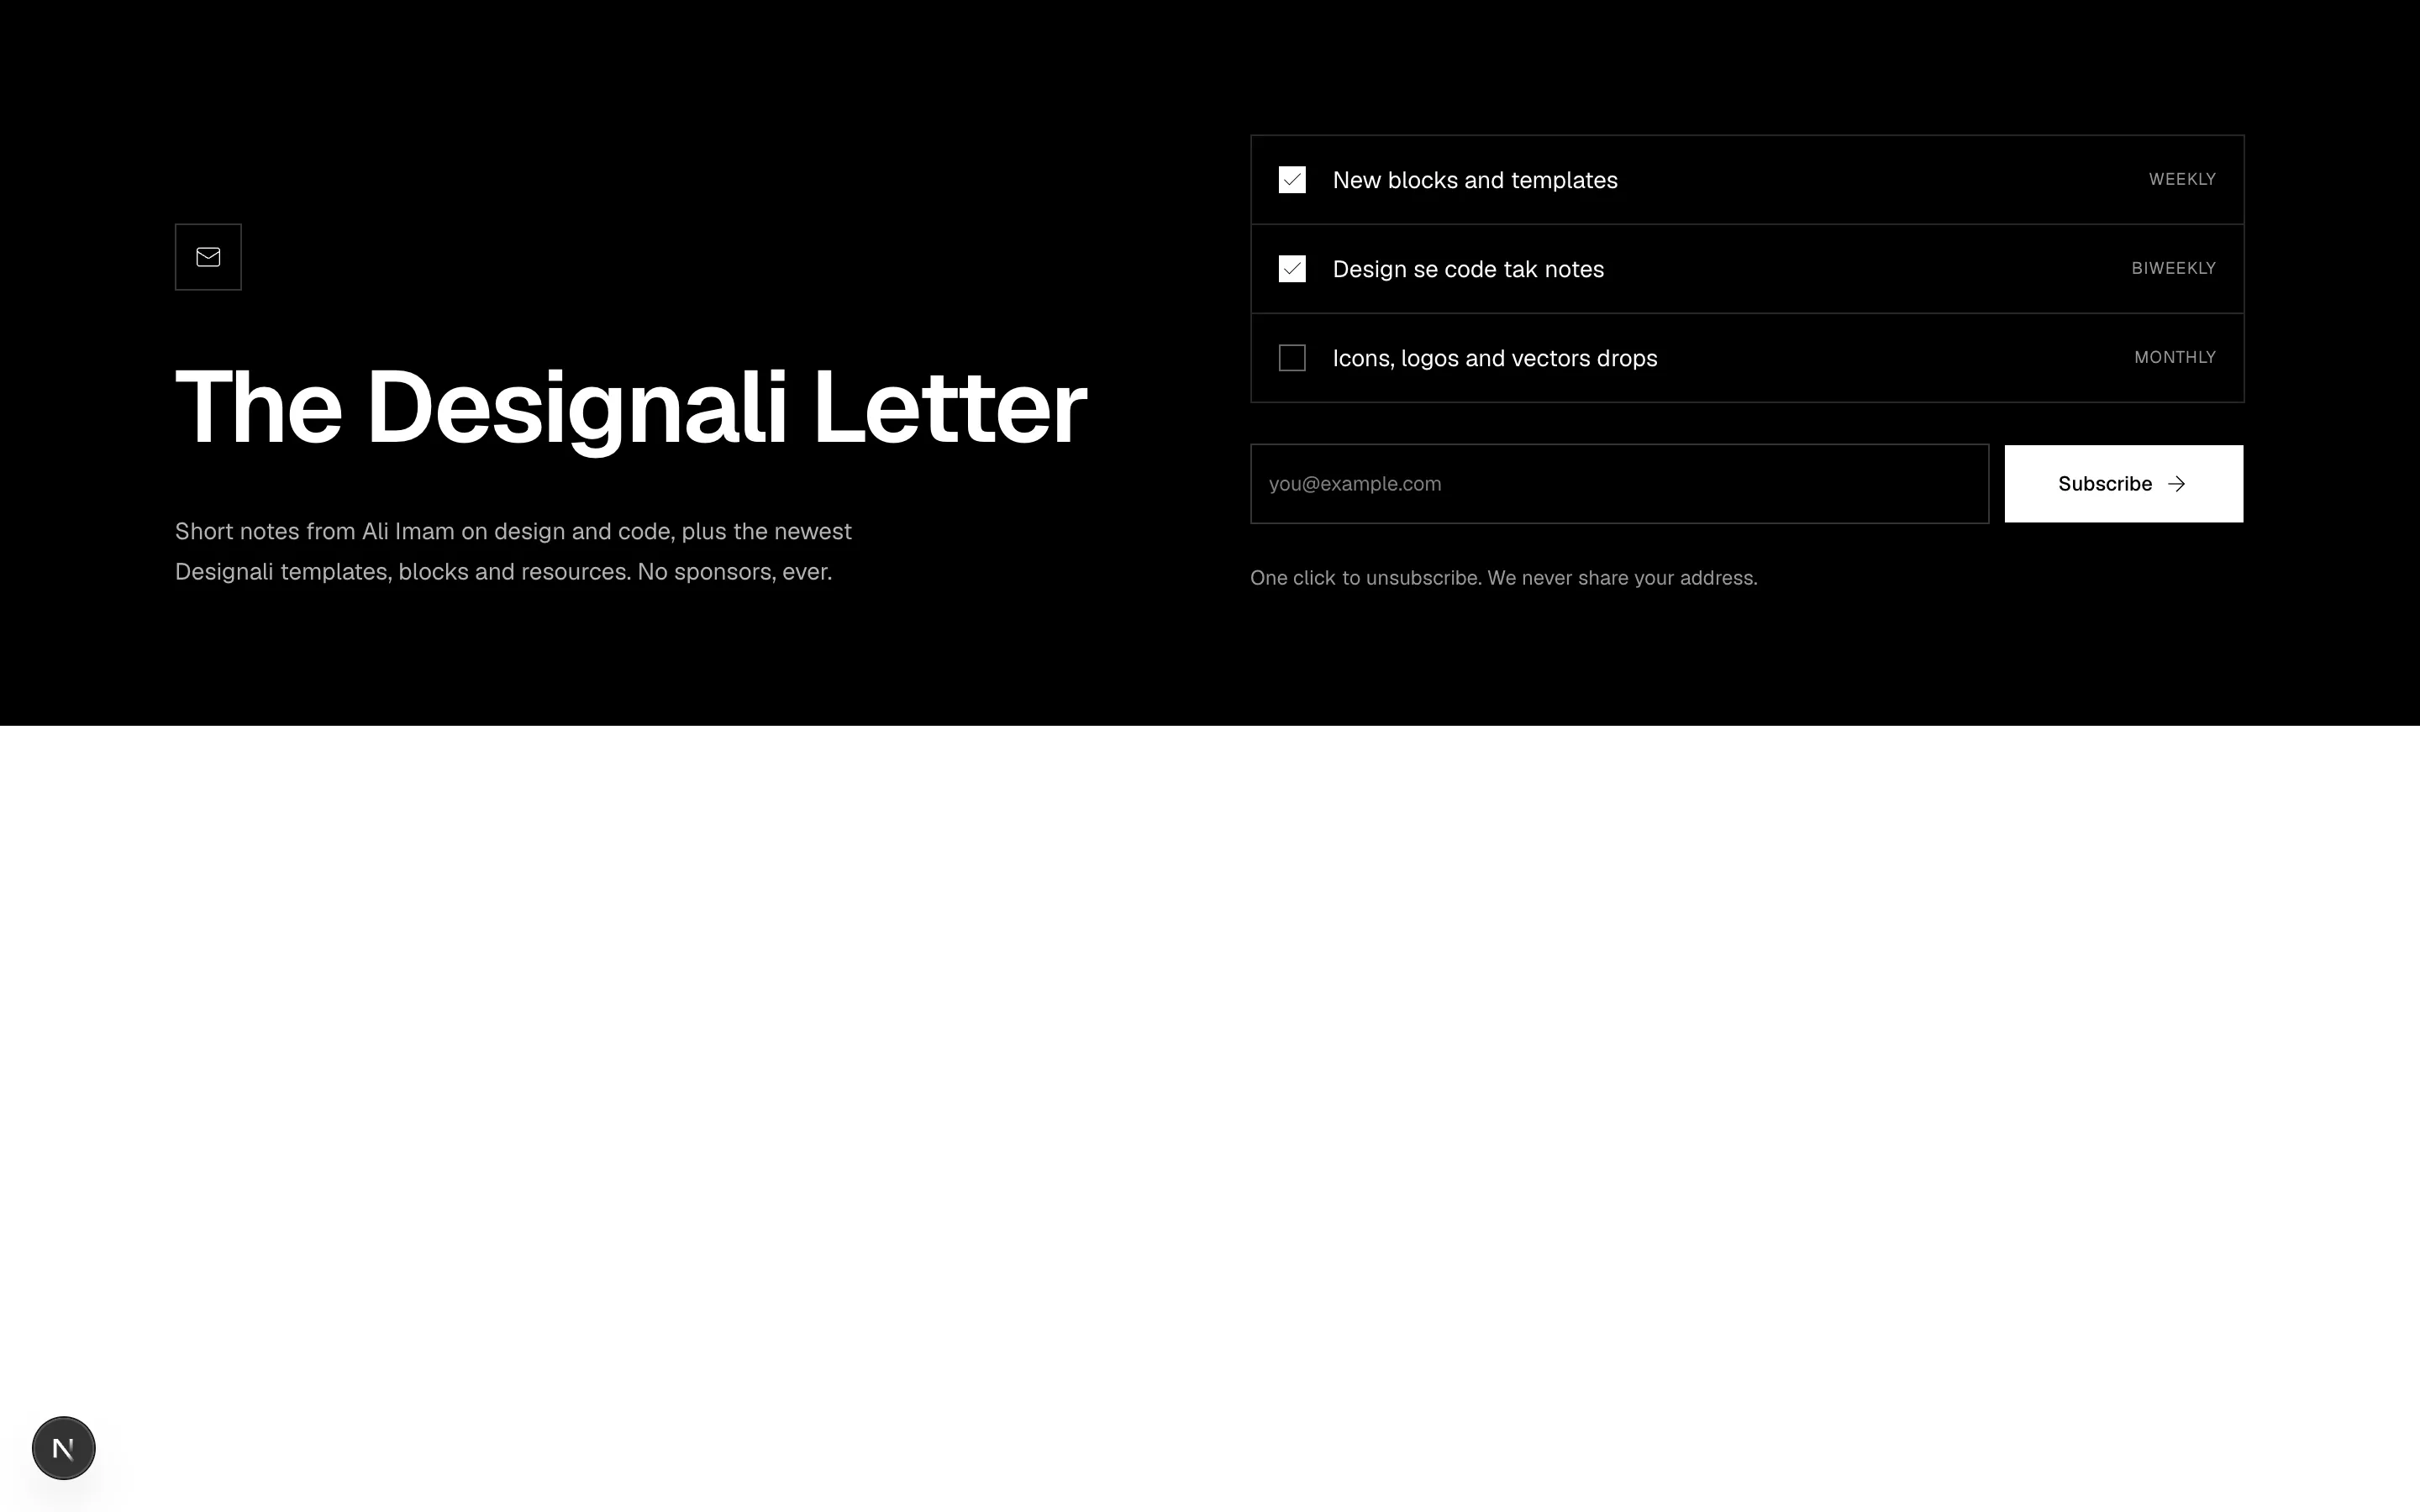 The Designali Letter
Short notes from Ali Imam on design and code, plus the newest
Designali templates, blocks and resources. No sponsors, ever.
New blocks and templates
WEEKLY
Design se code tak notes
BIWEEKLY
Icons, logos and vectors drops
MONTHLY
you@example.com
Subscribe
One click to unsubscribe. We never share your address.
N